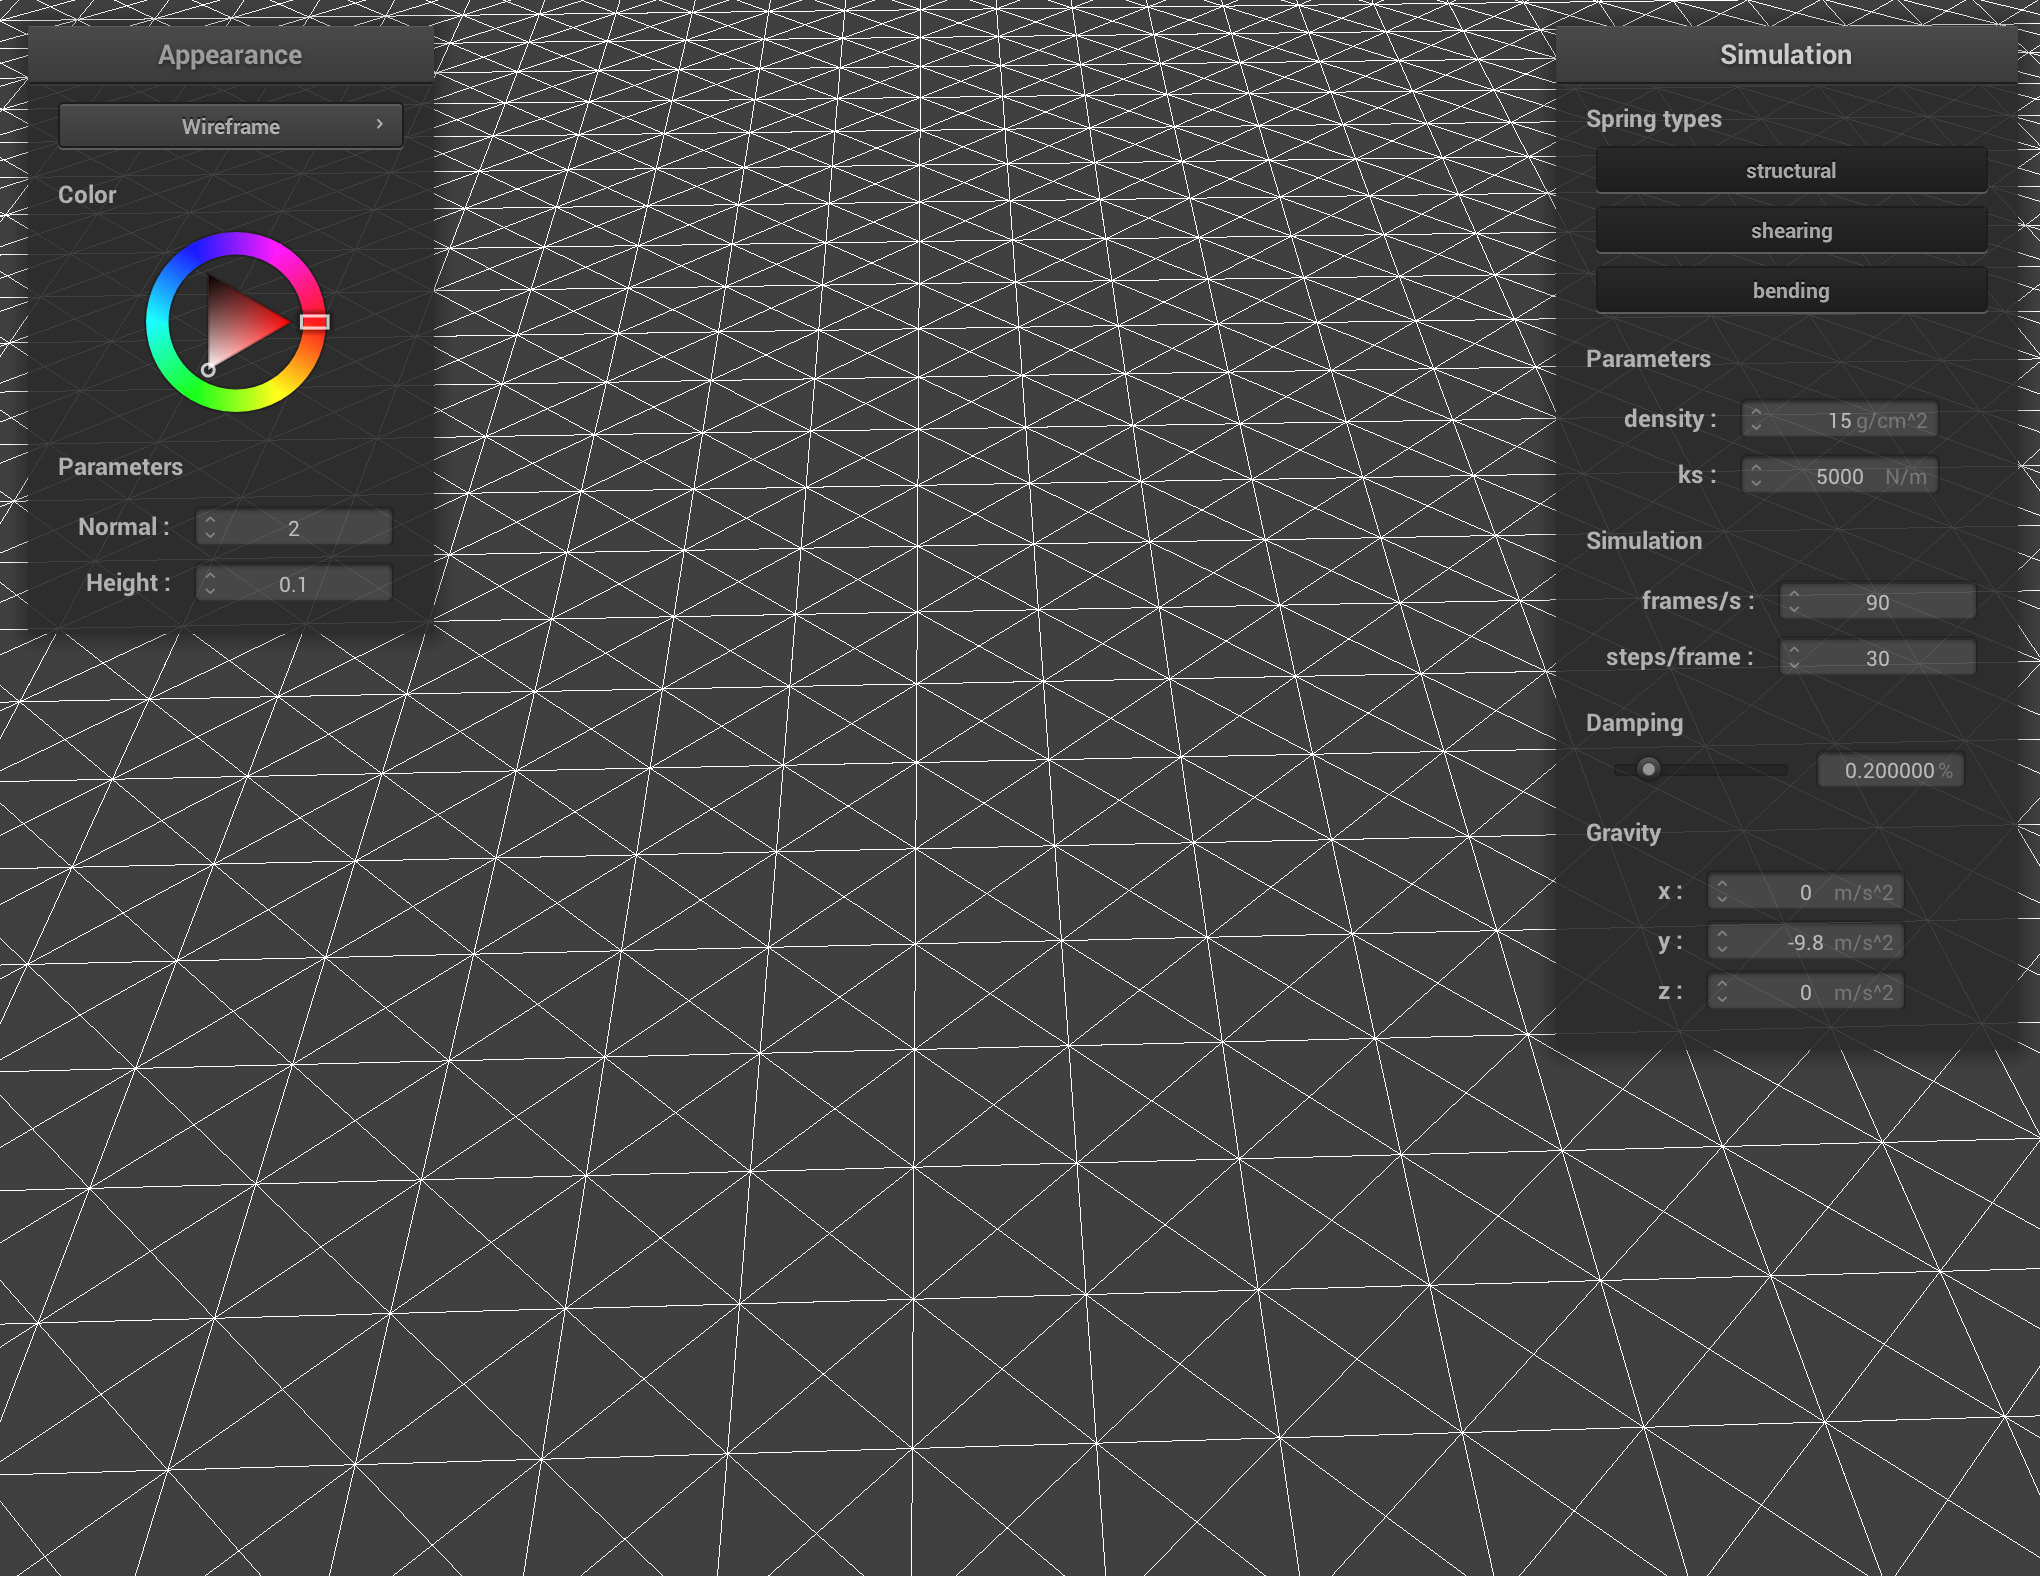 Appearance
Wireframe
Color
Parameters
Normal : 2
Height : 0.1
Simulation
Spring types
structural
shearing
bending
Parameters
density : 15 g/cm^2
ks : 5000 N/m
Simulation
frames/s : 90
steps/frame : 30
Damping
0.200000 %
Gravity
x : 0 m/s^2
y : -9.8 m/s^2
z : 0 m/s^2